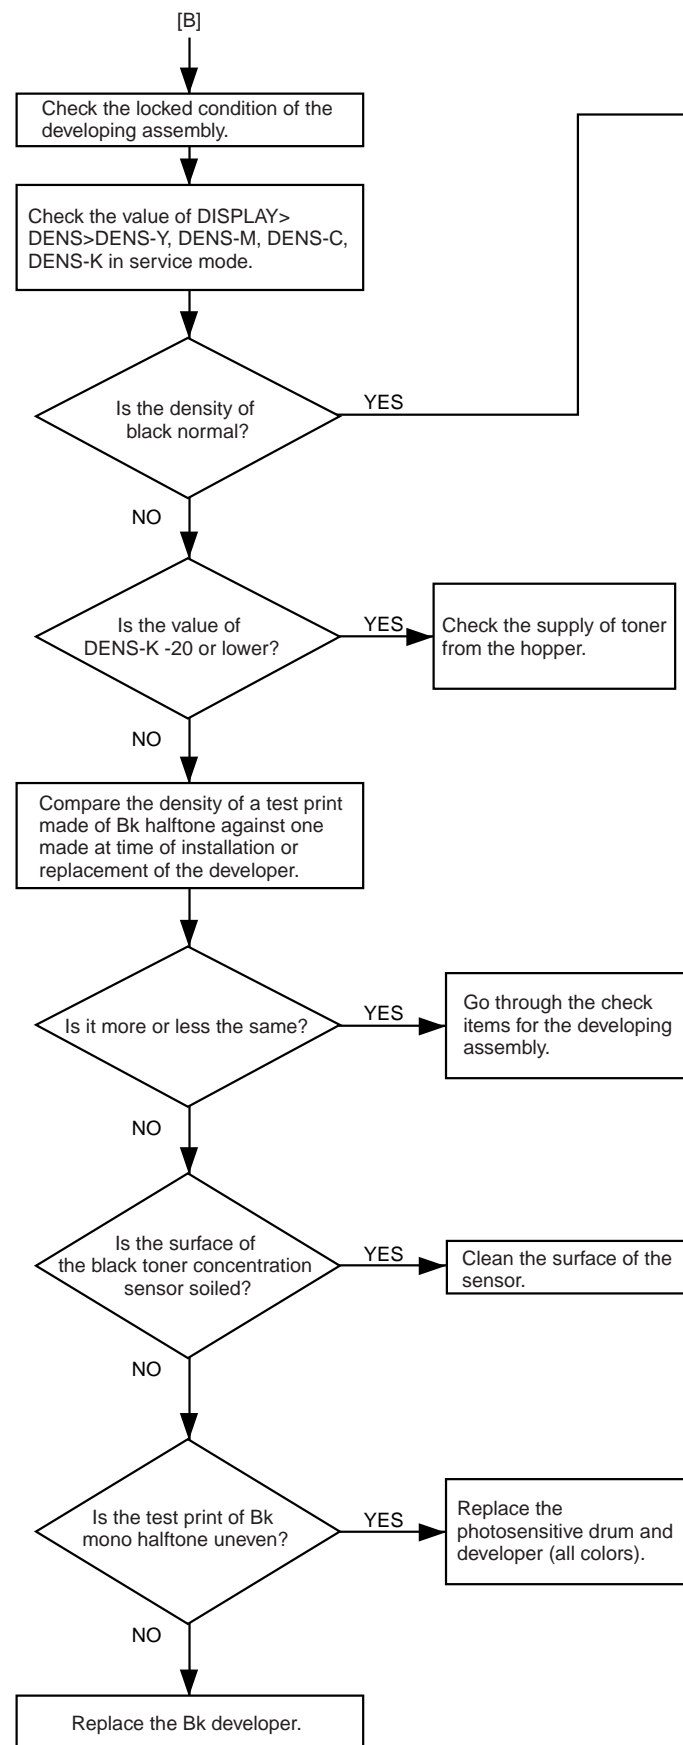 [B]
Check the locked condition of the
developing assembly.
Check the value of DISPLAY>
DENS>DENS-Y, DENS-M, DENS-C,
DENS-K in service mode.
Is the density of
black normal?
YES
NO
Is the value of
DENS-K -20 or lower?
YES
Check the supply of toner
from the hopper.
NO
Compare the density of a test print
made of Bk halftone against one
made at time of installation or
replacement of the developer.
Is it more or less the same?
YES
Go through the check
items for the developing
assembly.
NO
Is the surface of
the black toner concentration
sensor soiled?
YES
Clean the surface of the
sensor.
NO
Is the test print of Bk
mono halftone uneven?
YES
Replace the
photosensitive drum and
developer (all colors).
NO
Replace the Bk developer.